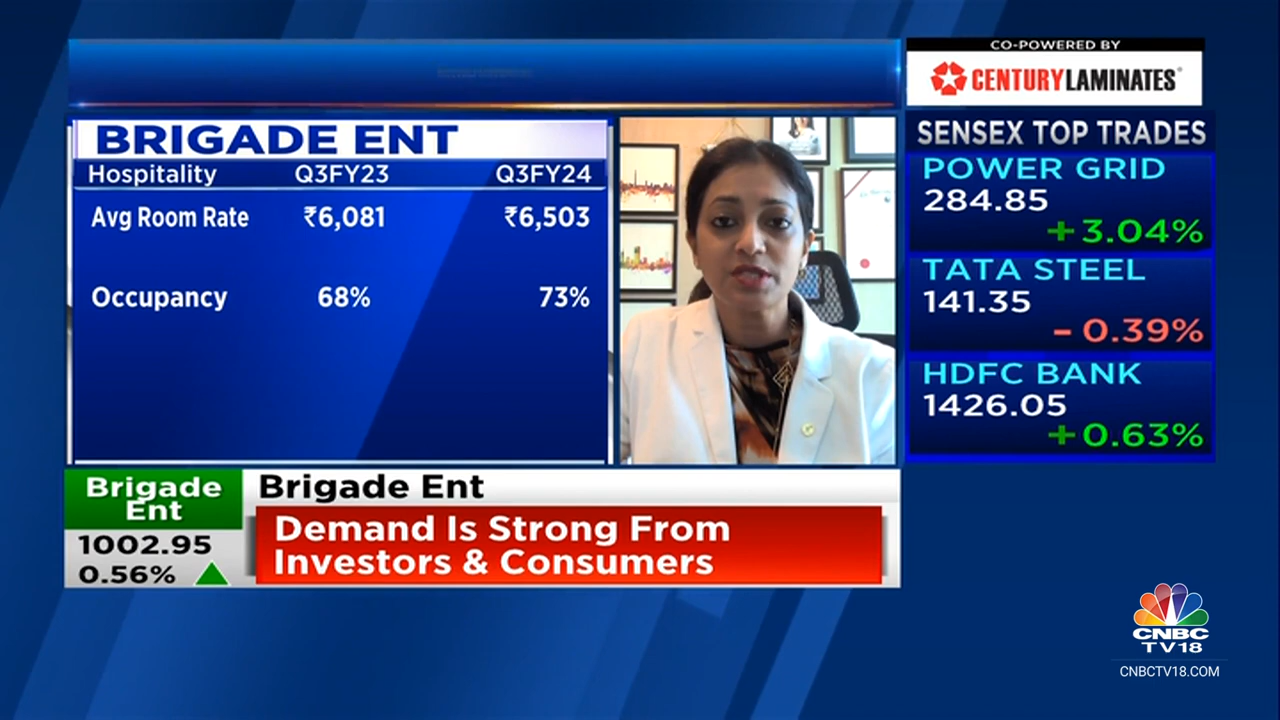 CO-POWERED BY
CENTURYLAMINATES®
BRIGADE ENT
Hospitality Q3FY23 Q3FY24
Avg Room Rate ₹6,081 ₹6,503
Occupancy 68% 73%
SENSEX TOP TRADES
POWER GRID
284.85
+3.04%
TATA STEEL
141.35
- 0.39%
HDFC BANK
1426.05
+0.63%
Brigade
Ent
1002.95
0.56%
Brigade Ent
Demand Is Strong From
Investors & Consumers
CNBC
TV18
CNBCTV18.COM